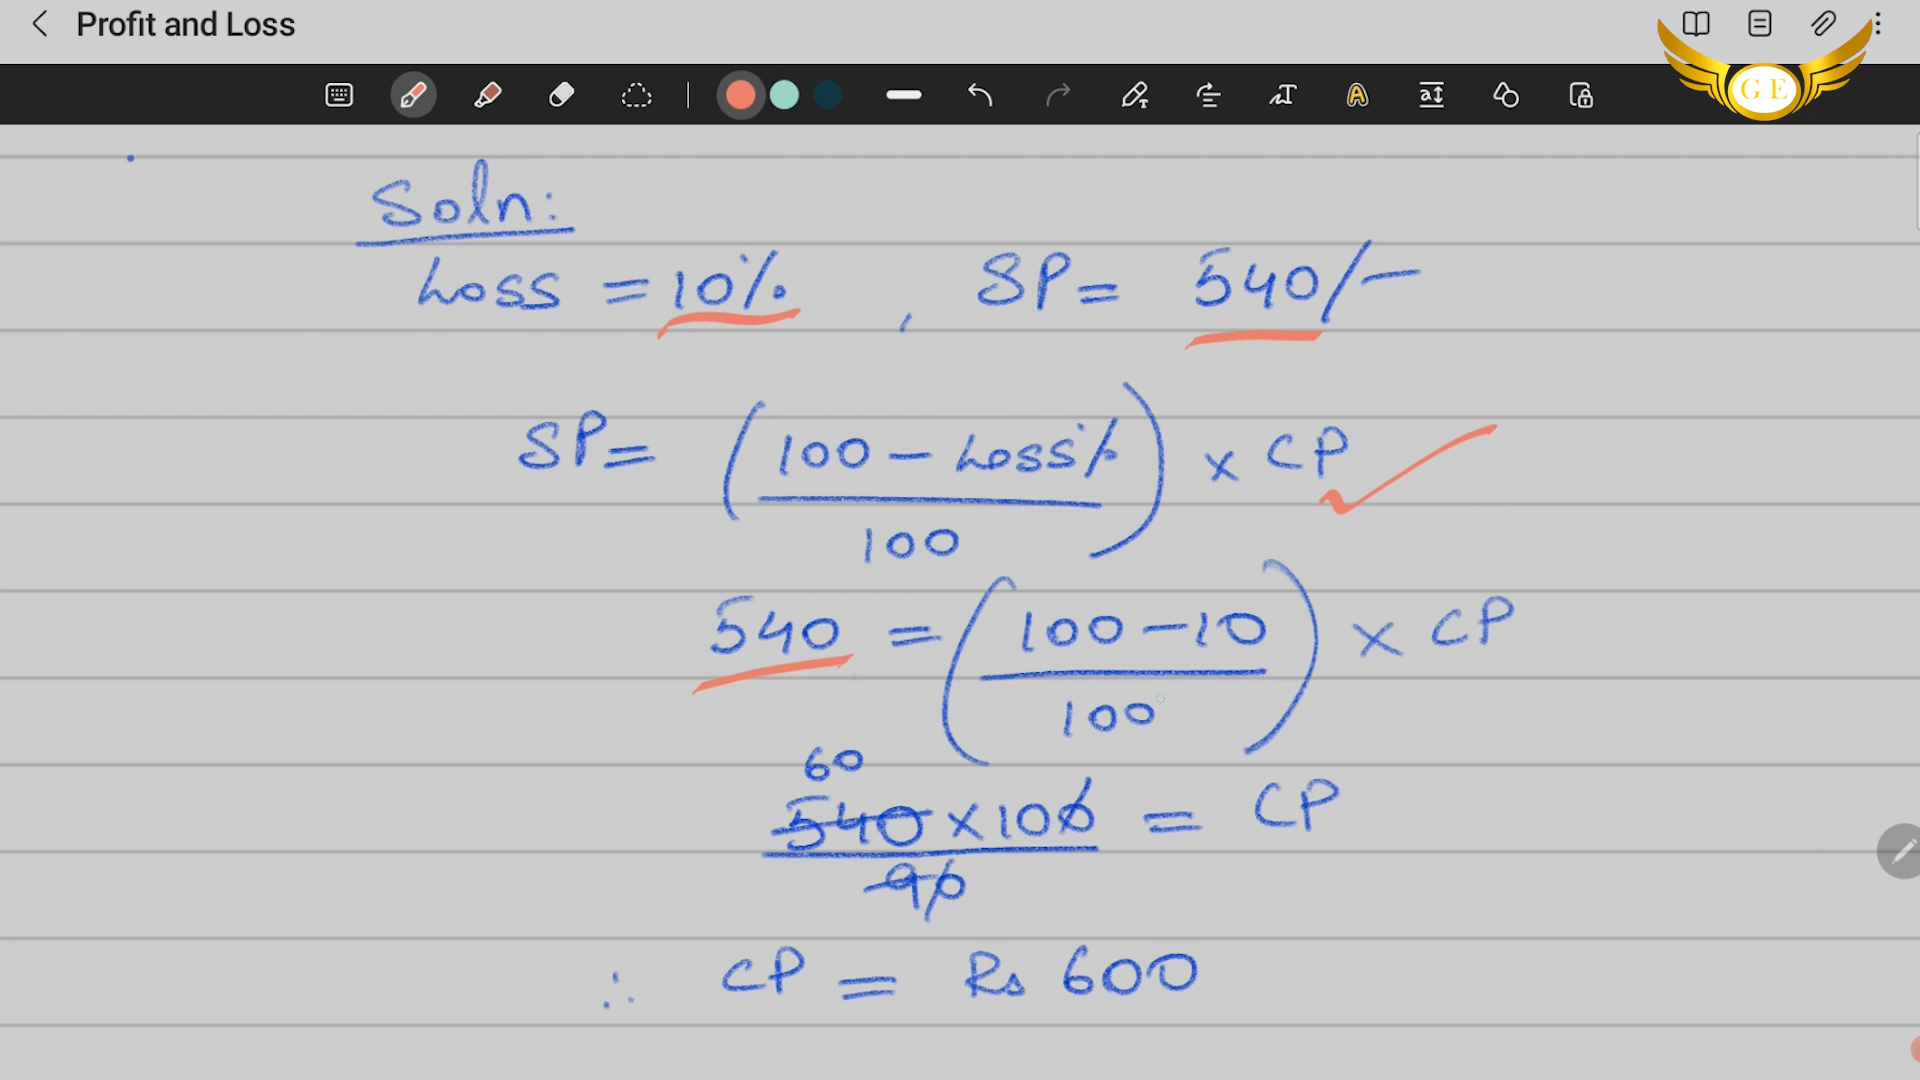 Profit and Loss
G E
Soln:
Loss = 10% , SP = 540/-
SP = (100 - Loss% / 100) × CP
540 = (100 - 10 / 100) × CP
60
540 × 100 / 90 = CP
∴ CP = Rs 600